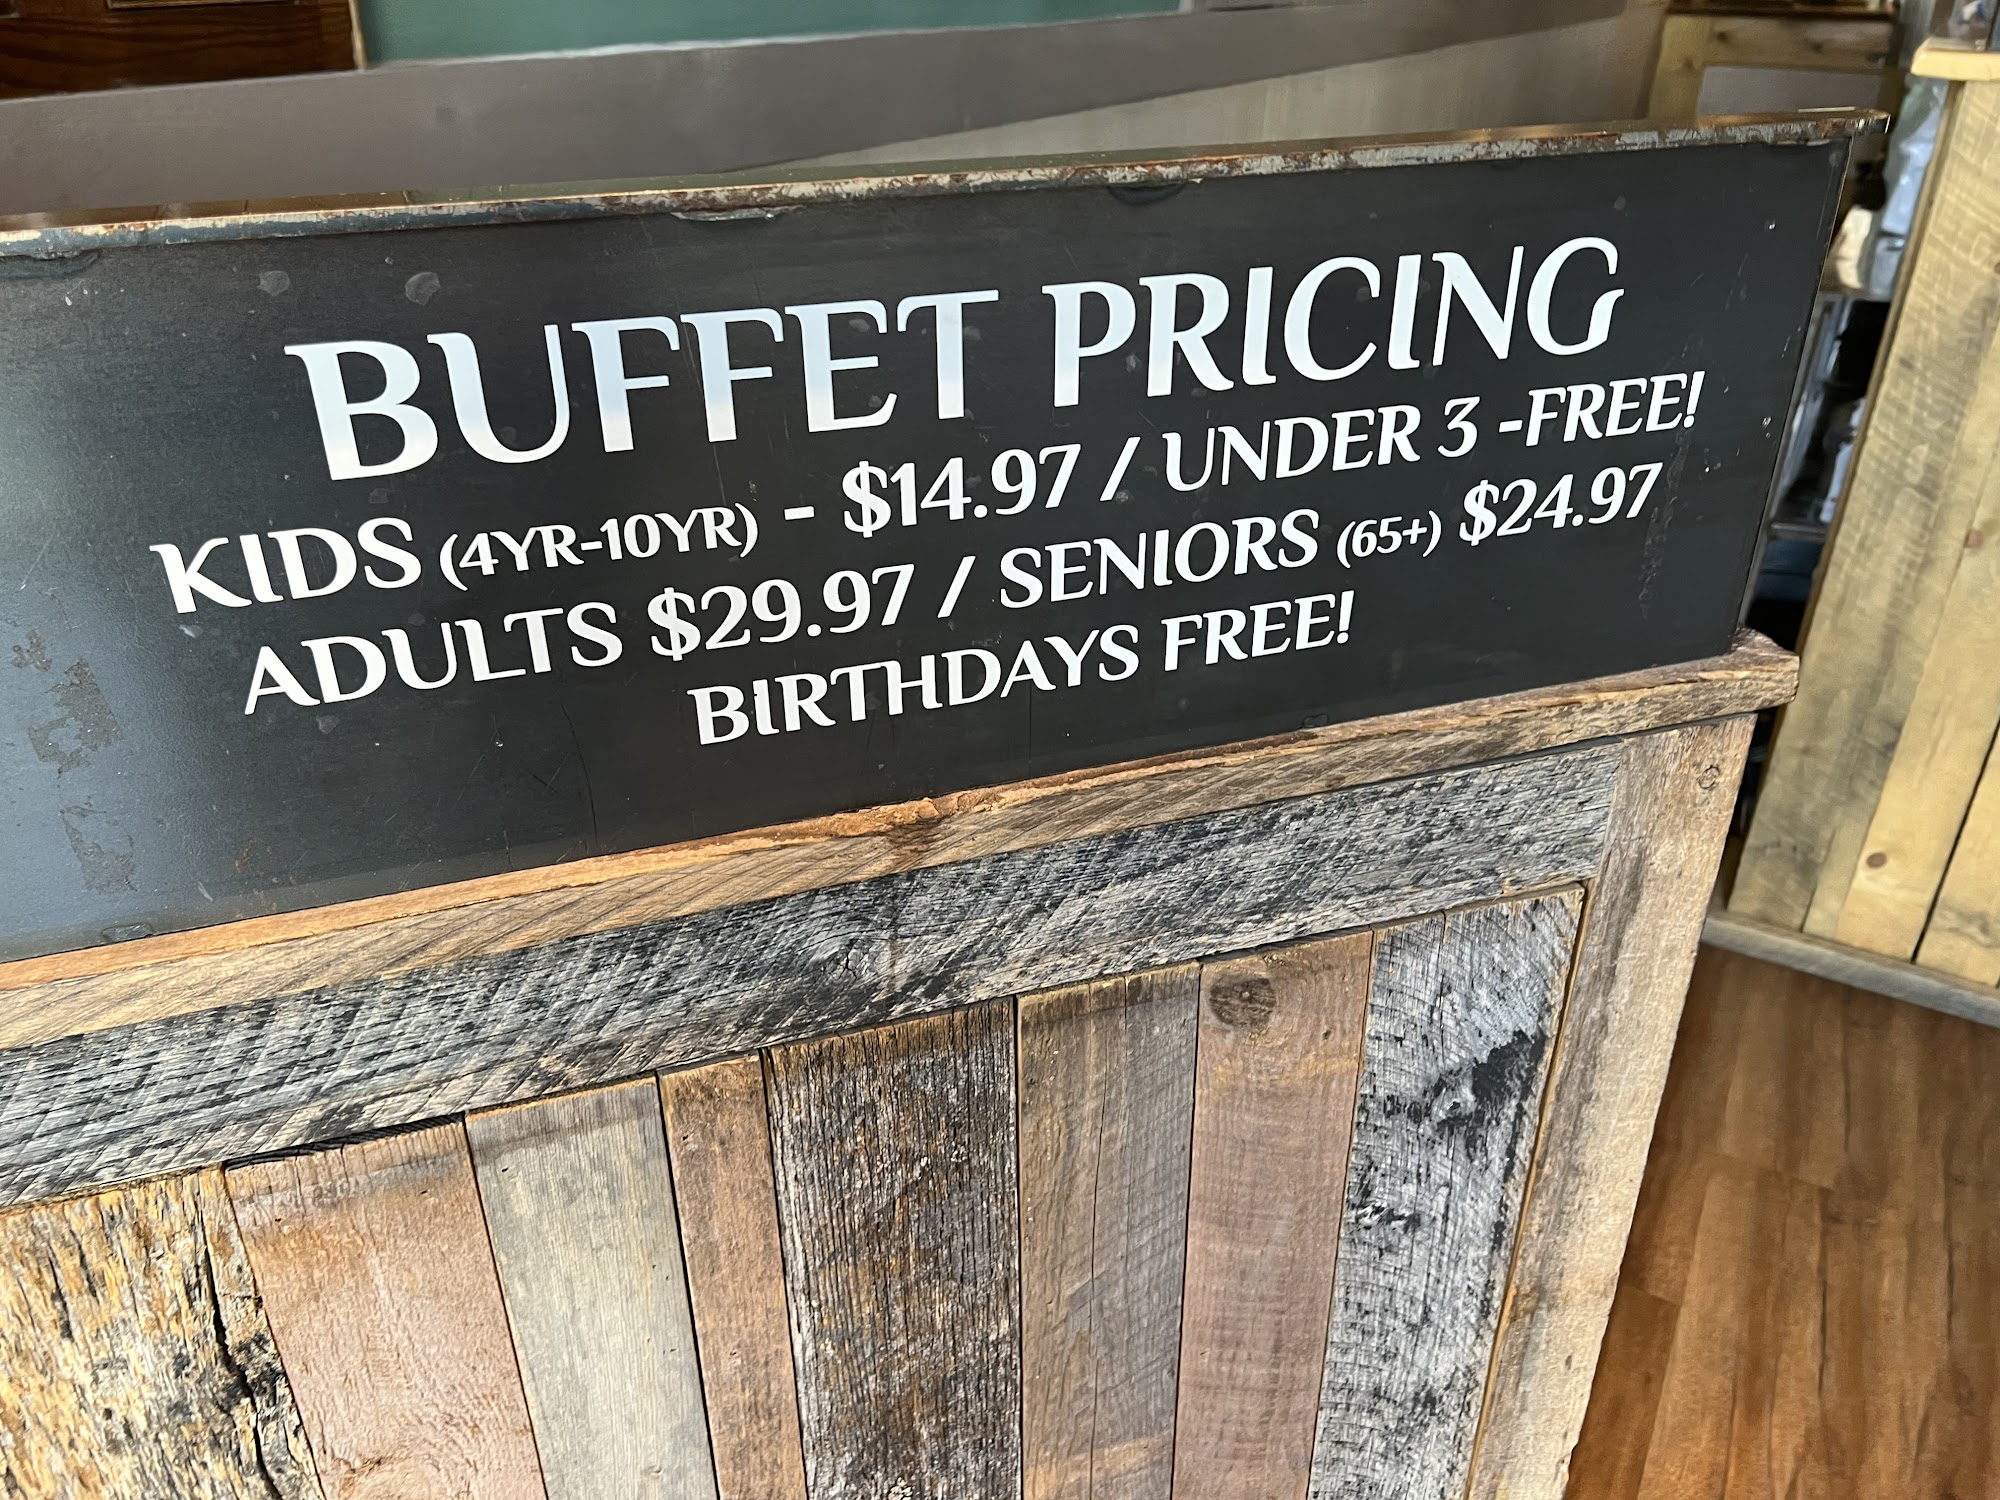 BUFFET PRICING
KIDS (4YR-10YR) - $14.97 / UNDER 3 -FREE!
ADULTS $29.97 / SENIORS (65+) $24.97
BIRTHDAYS FREE!